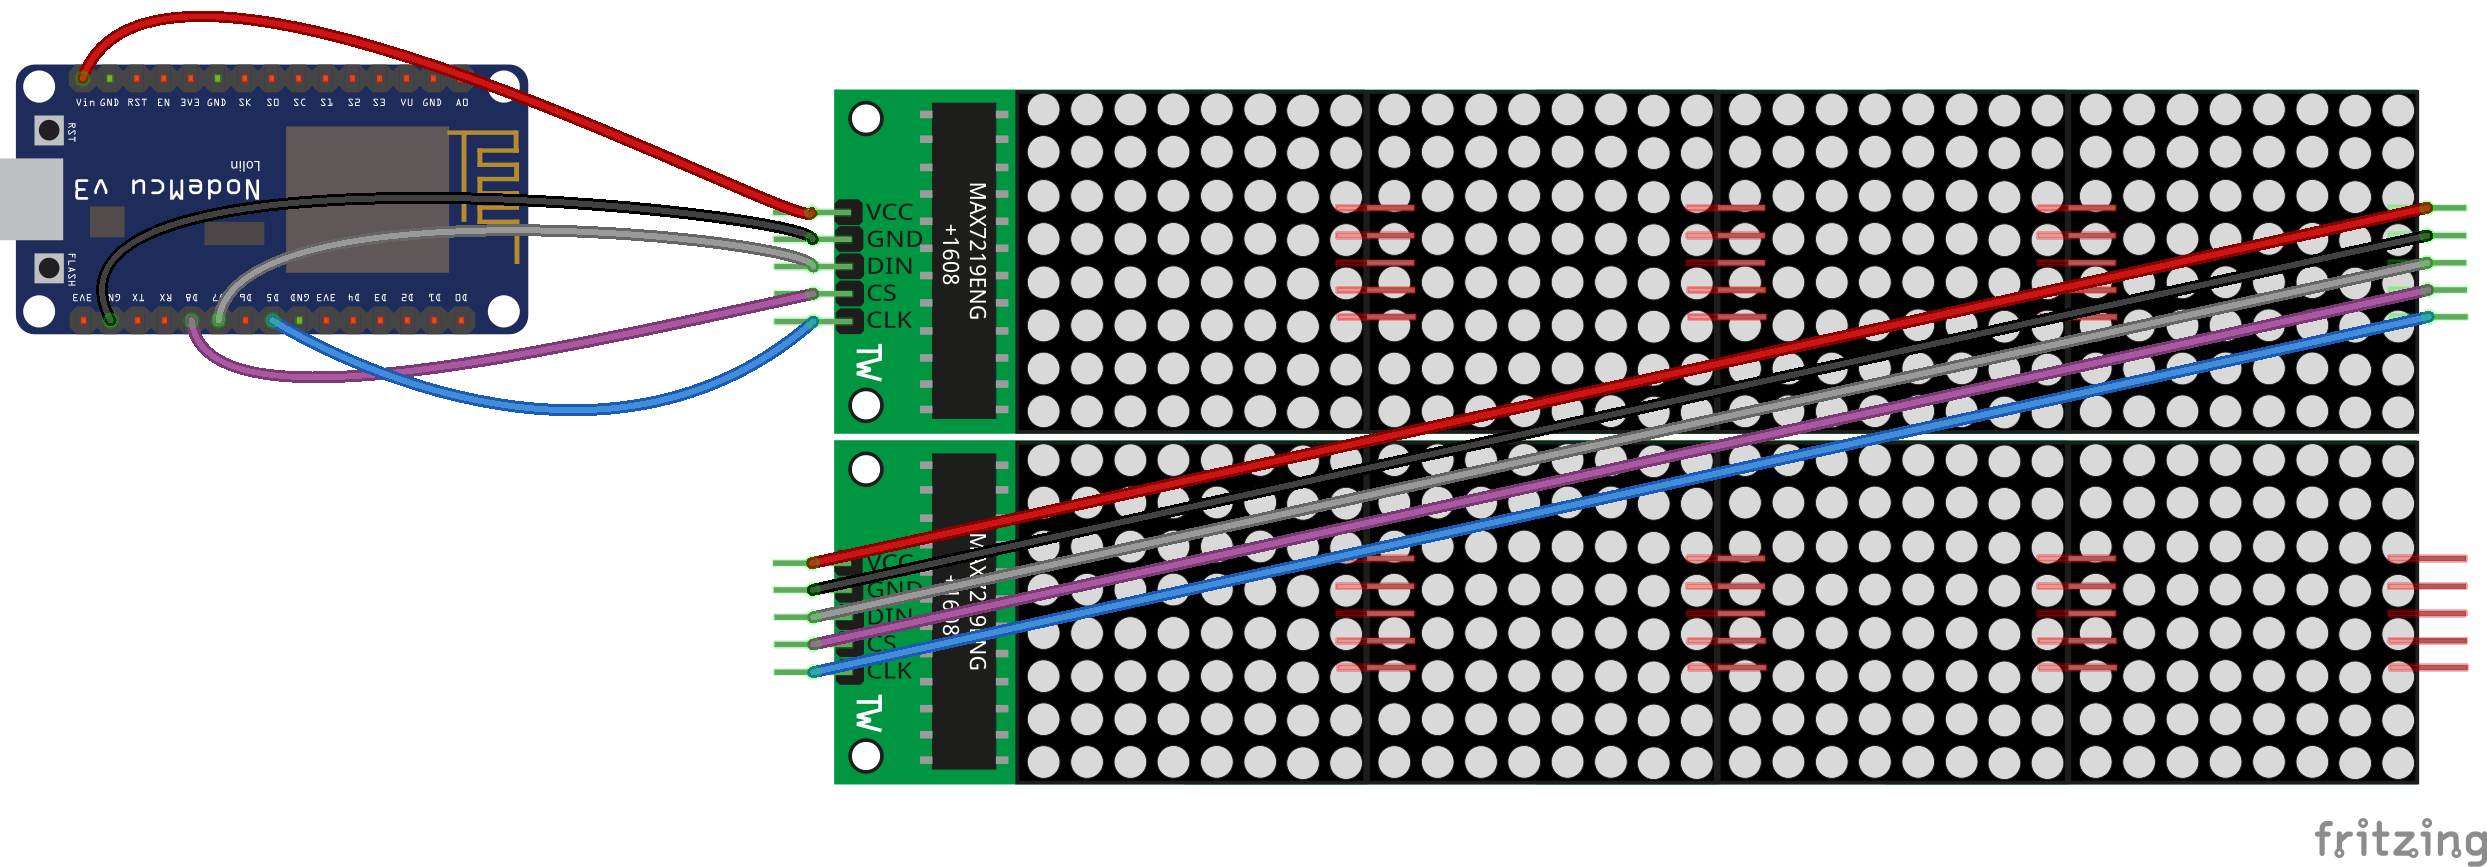 Vin GND RST EN 3V3 GND SK SO SC S1 S2 S3 VU GND AO
RST
Lolin
NodeMcu v3
FLASH
3V3 GN TX RX D8 D7 D6 D5 GND 3V3 D4 D3 D2 D1 D0
VCC
GND
DIN
CS
CLK
TW
MAX7219ENG
+1608
VCC
GND
DIN
CS
CLK
TW
MAX7219ENG
+1608
fritzing